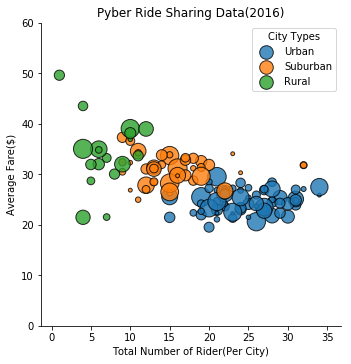 Pyber Ride Sharing Data(2016)
City Types
Urban
Suburban
Rural
Average Fare($)
60
50
40
30
20
10
0
0 5 10 15 20 25 30 35
Total Number of Rider(Per City)